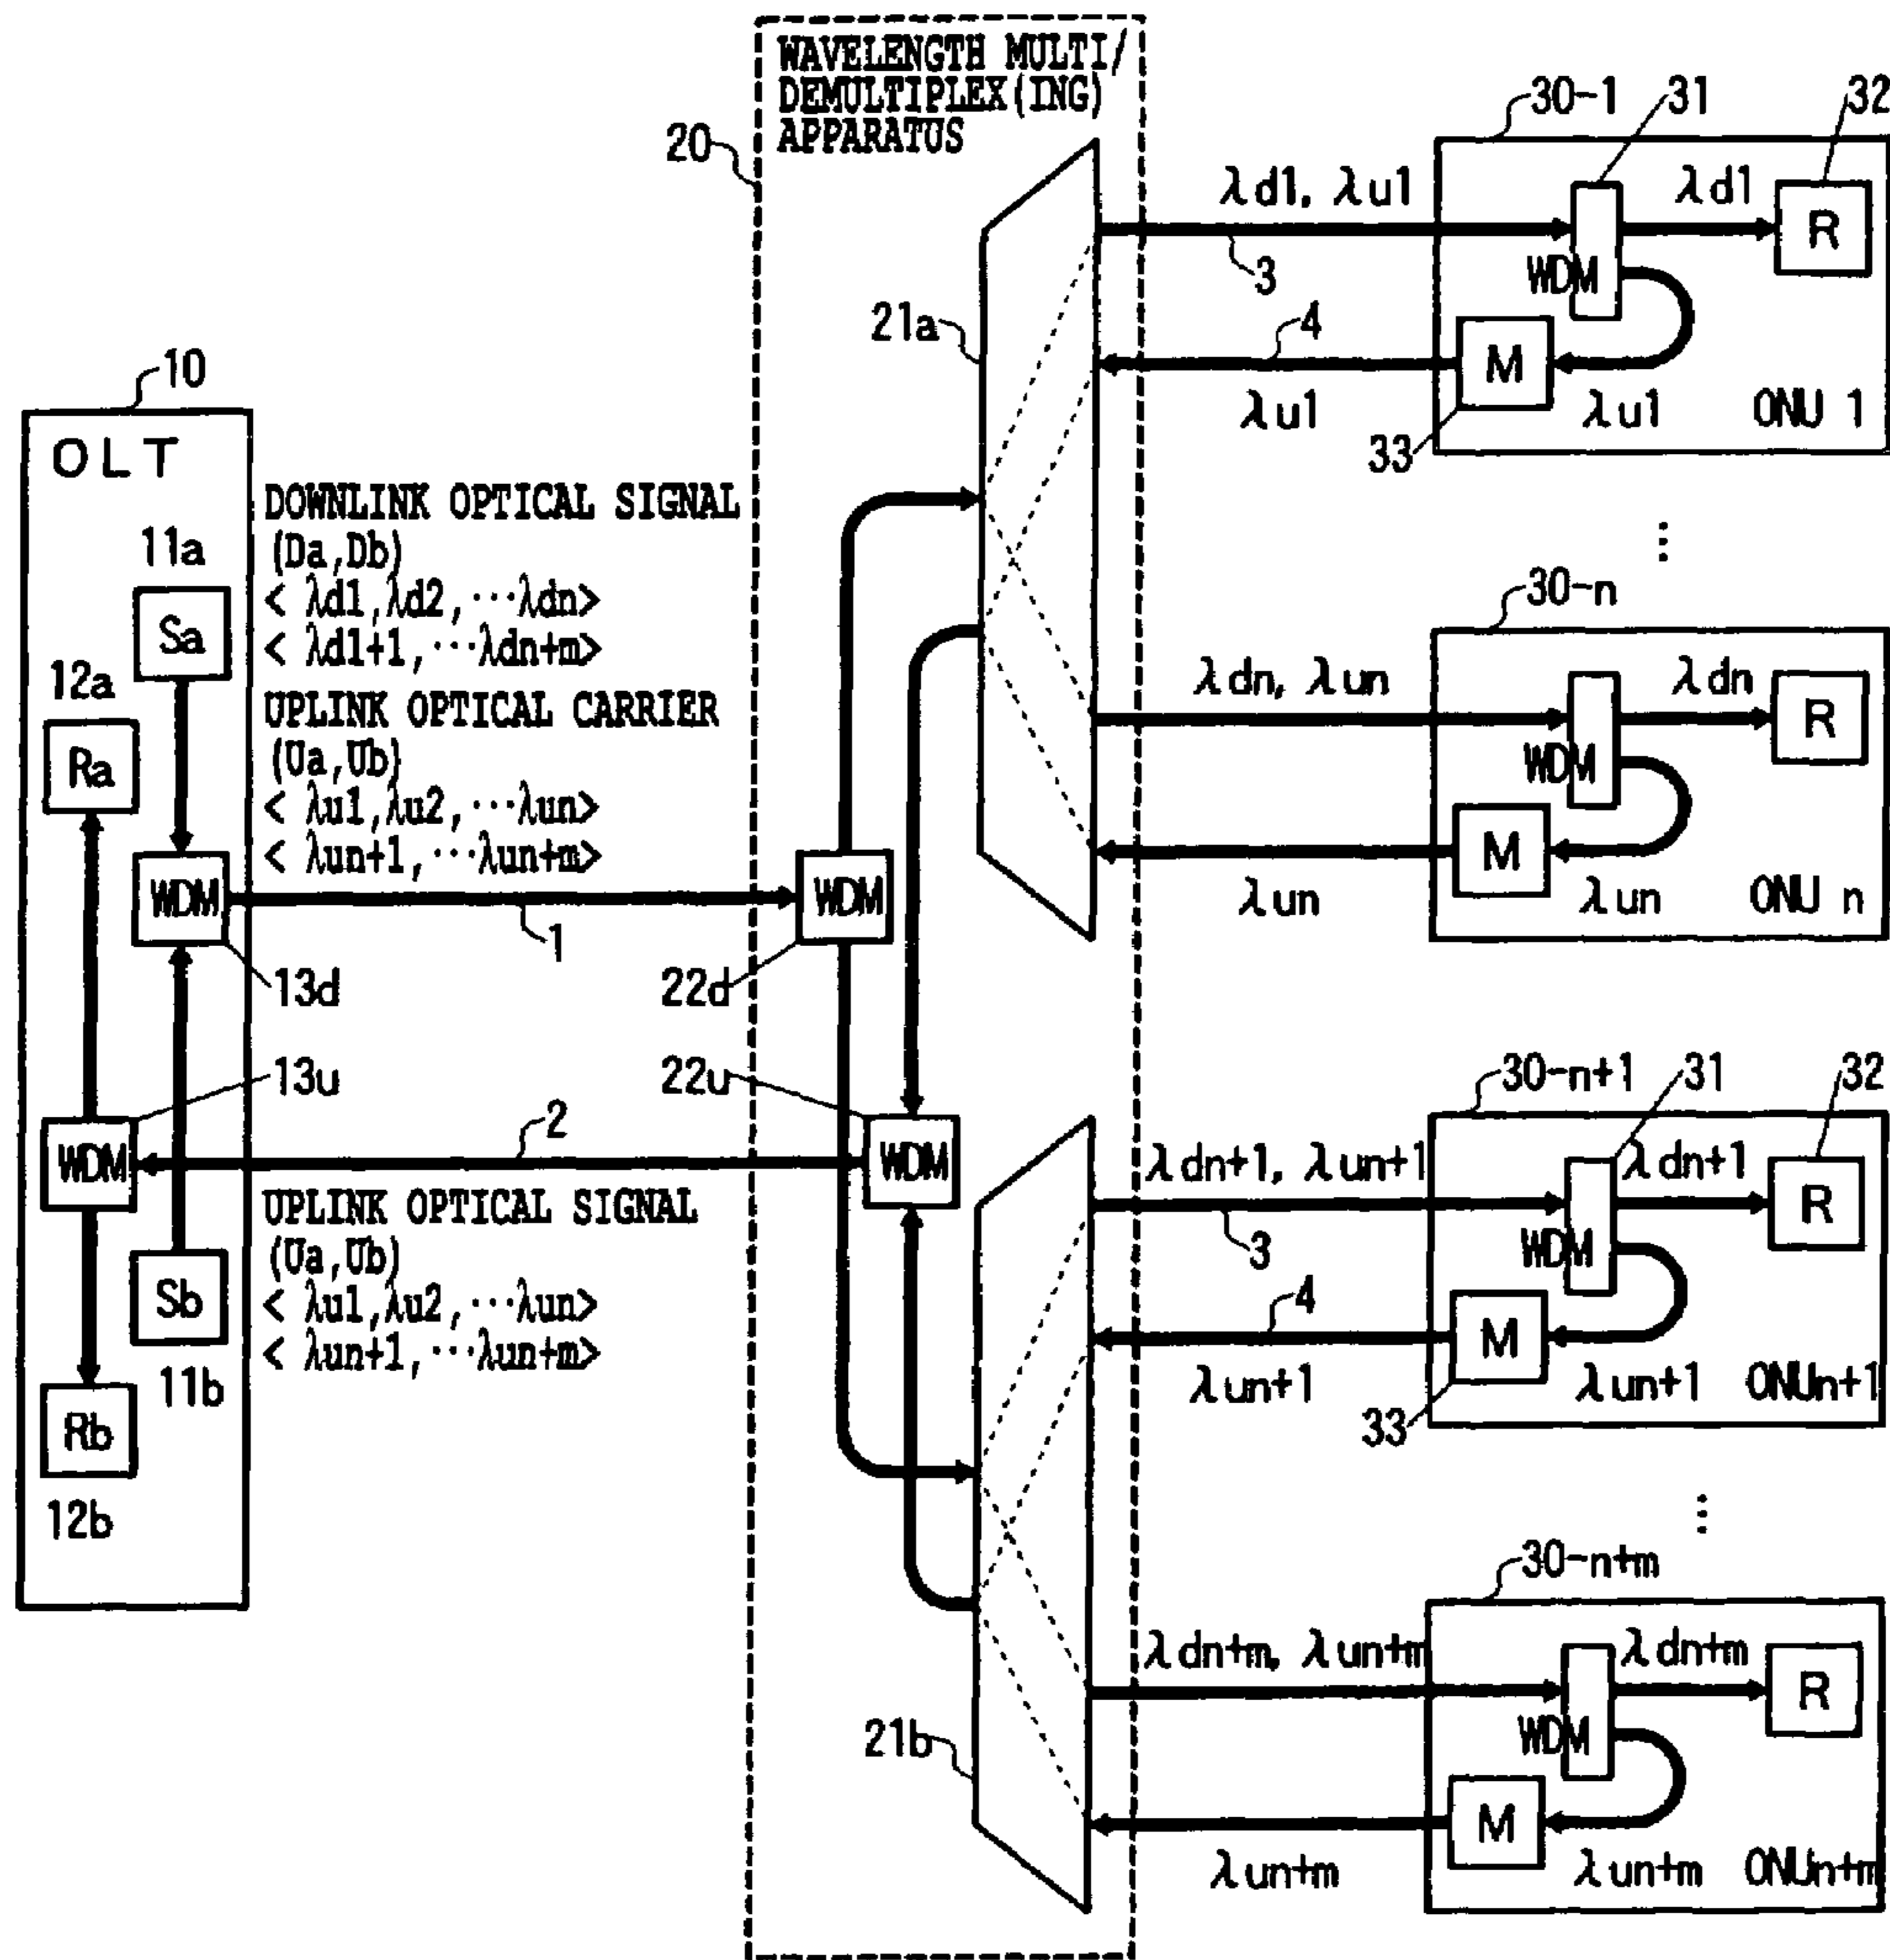 WAVELENGTH MULTI/
DEMULTIPLEX(ING)
APPARATUS
20
21a
22d
22u
21b
10
OLT
11a
Sa
12a
Ra
WDM
13d
13u
WDM
Sb
11b
Rb
12b
DOWNLINK OPTICAL SIGNAL
(Da,Db)
< λd1,λd2,···λdn>
< λd1+1,···λdn+m>
UPLINK OPTICAL CARRIER
(Ua,Ub)
< λu1,λu2,···λun>
< λun+1,···λun+m>
1
2
UPLINK OPTICAL SIGNAL
(Ua,Ub)
< λu1,λu2,···λun>
< λun+1,···λun+m>
WDM
WDM
30-1
31
32
λd1, λu1
λd1
R
3
WDM
4
M
λu1
λu1
ONU 1
33
⋮
30-n
λdn, λun
λdn
R
WDM
M
λun
λun
ONU n
30-n+1
31
32
λdn+1, λun+1
λdn+1
R
3
WDM
4
M
λun+1
λun+1
ONUn+1
33
⋮
30-n+m
λdn+m, λun+m
λdn+m
R
WDM
M
λun+m
λun+m
ONUn+m